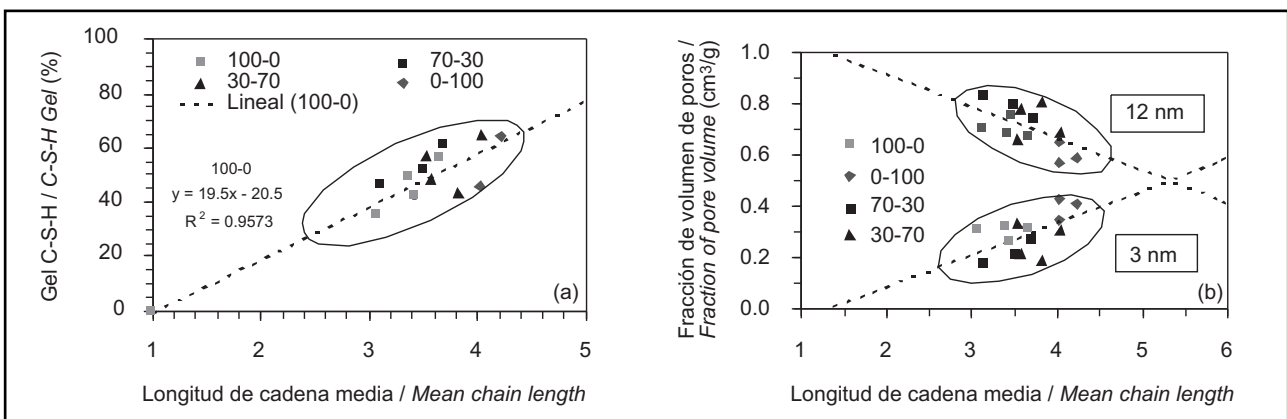 Gel C-S-H / C-S-H Gel (%)
100
80
60
40
20
0
100-0
70-30
30-70
0-100
Lineal (100-0)
100-0
y = 19.5x - 20.5
R² = 0.9573
(a)
1 2 3 4 5
Longitud de cadena media / Mean chain length
Fracción de volumen de poros /
Fraction of pore volume (cm³/g)
1.0
0.8
0.6
0.4
0.2
0.0
12 nm
100-0
0-100
70-30
30-70
3 nm
(b)
1 2 3 4 5 6
Longitud de cadena media / Mean chain length